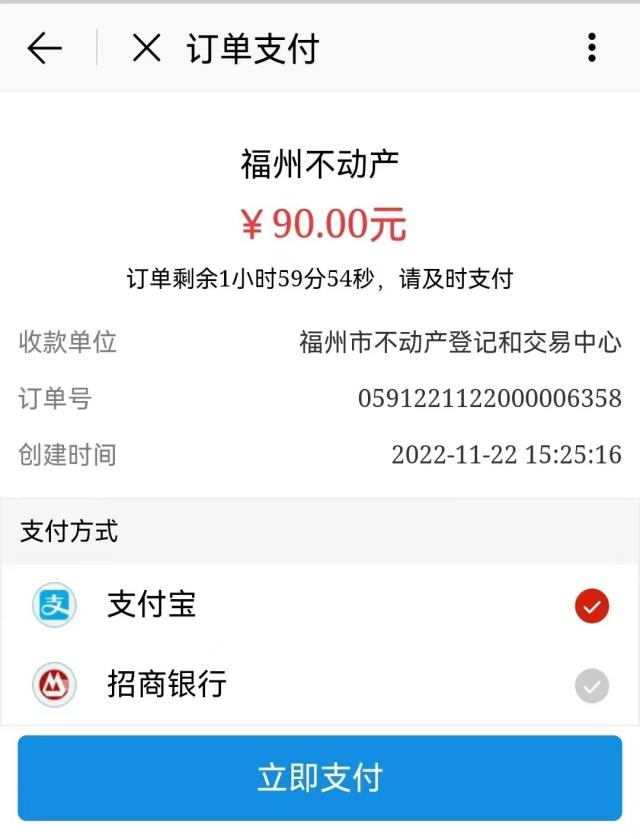 订单支付
福州不动产
￥90.00元
订单剩余1小时59分54秒，请及时支付
收款单位 福州市不动产登记和交易中心
订单号 0591221122000006358
创建时间 2022-11-22 15:25:16
支付方式
支 支付宝
招商银行
立即支付